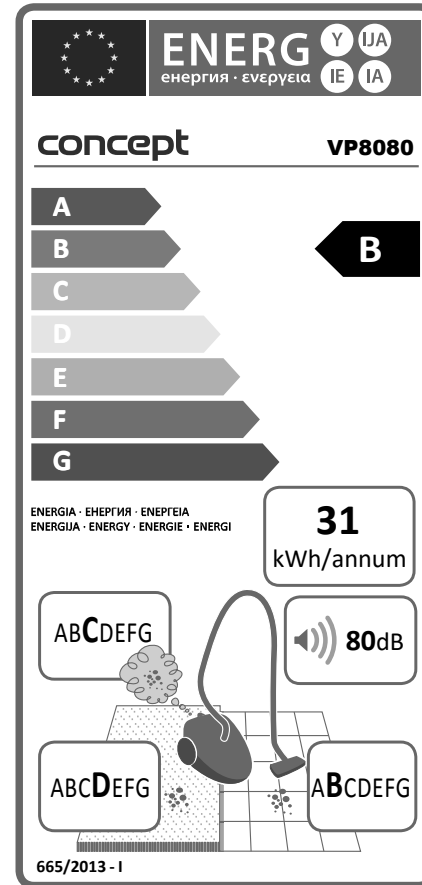 ENERG Y IJA
енергия · ενεργεια IE IA
concept VP8080
A
B B
C
D
E
F
G
ENERGIA · ЕНЕРГИЯ · ΕΝΕΡΓΕΙΑ
ENERGIJA · ENERGY · ENERGIE · ENERGI
31
kWh/annum
ABCDEFG
80dB
ABCDEFG
ABCDEFG
665/2013 - I